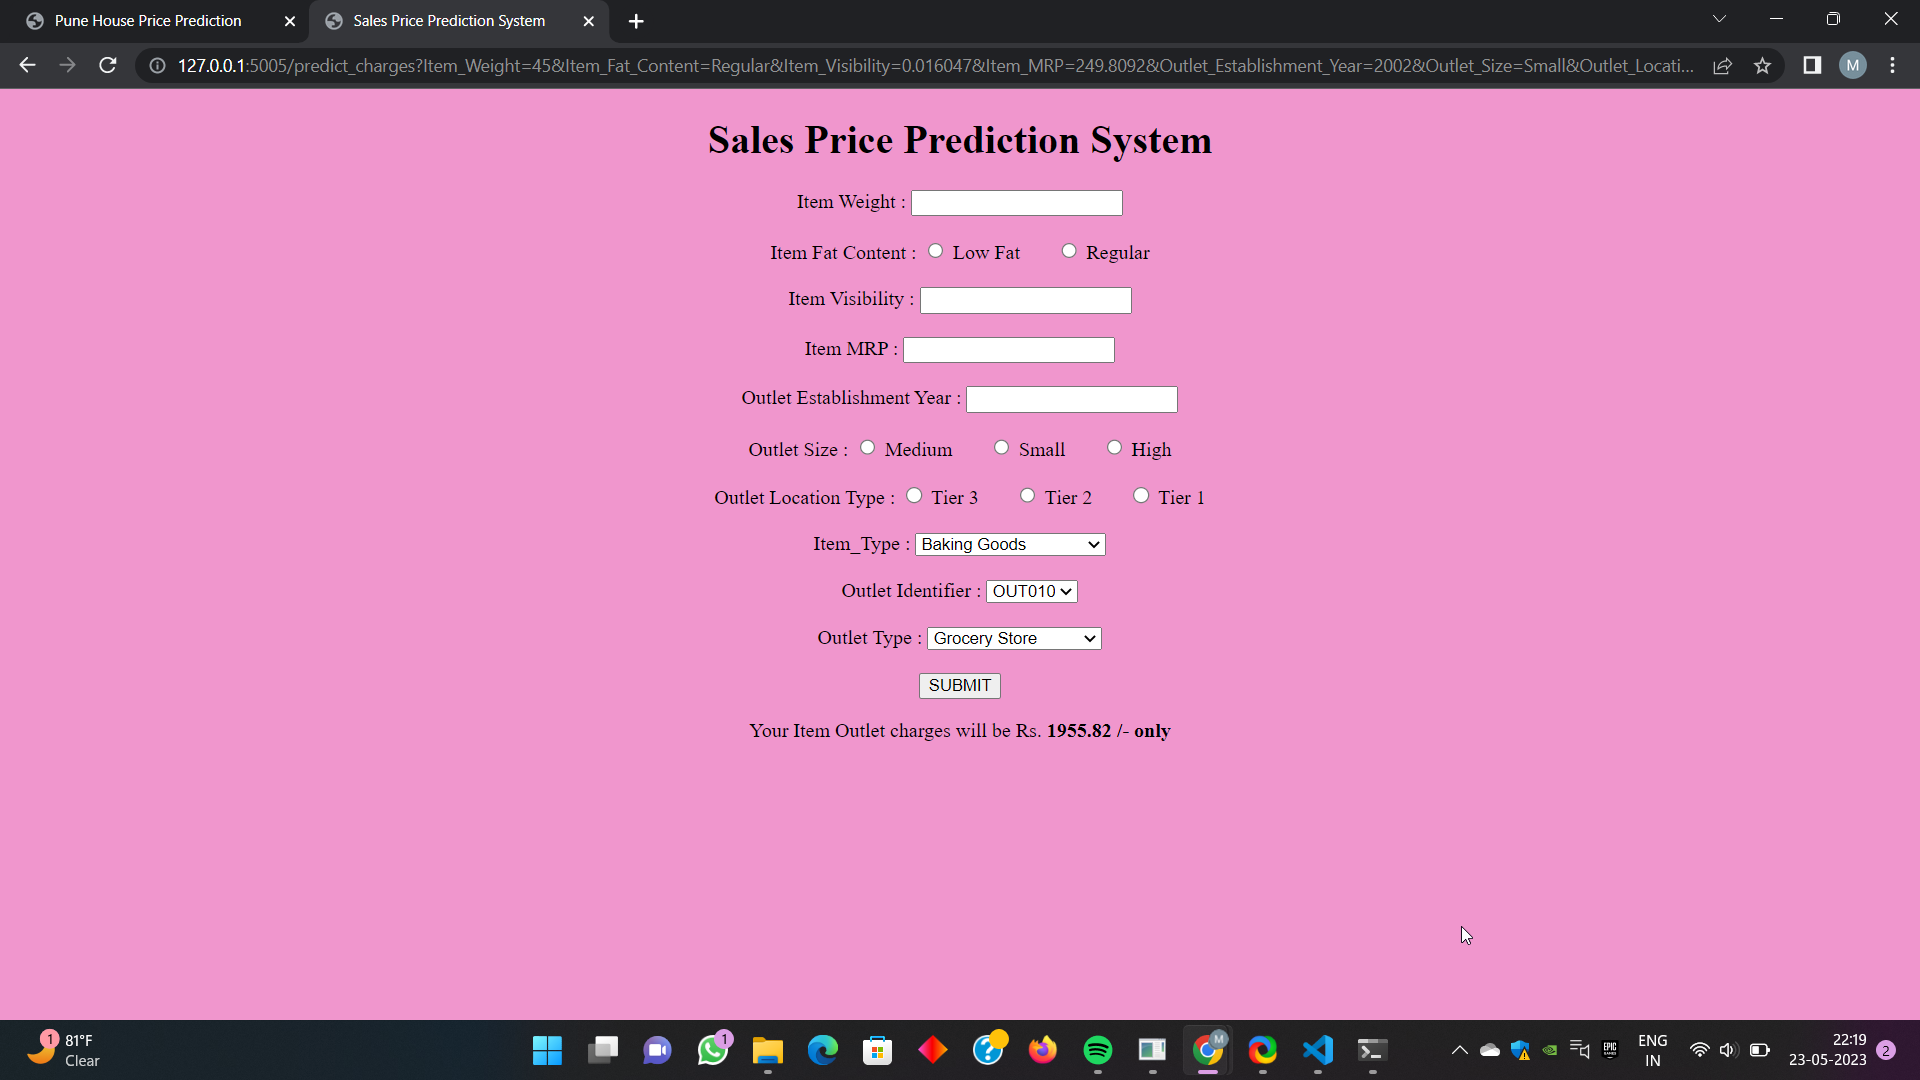 Pune House Price Prediction
Sales Price Prediction System
127.0.0.1:5005/predict_charges?Item_Weight=45&Item_Fat_Content=Regular&Item_Visibility=0.016047&Item_MRP=249.8092&Outlet_Establishment_Year=2002&Outlet_Size=Small&Outlet_Locati...
M
Sales Price Prediction System
Item Weight :
Item Fat Content : Low Fat Regular
Item Visibility :
Item MRP :
Outlet Establishment Year :
Outlet Size : Medium Small High
Outlet Location Type : Tier 3 Tier 2 Tier 1
Item_Type : Baking Goods
Outlet Identifier : OUT010
Outlet Type : Grocery Store
SUBMIT
Your Item Outlet charges will be Rs. 1955.82 /- only
1
81°F
Clear
1
M
EPIC GAMES
ENG
IN
22:19
23-05-2023
2